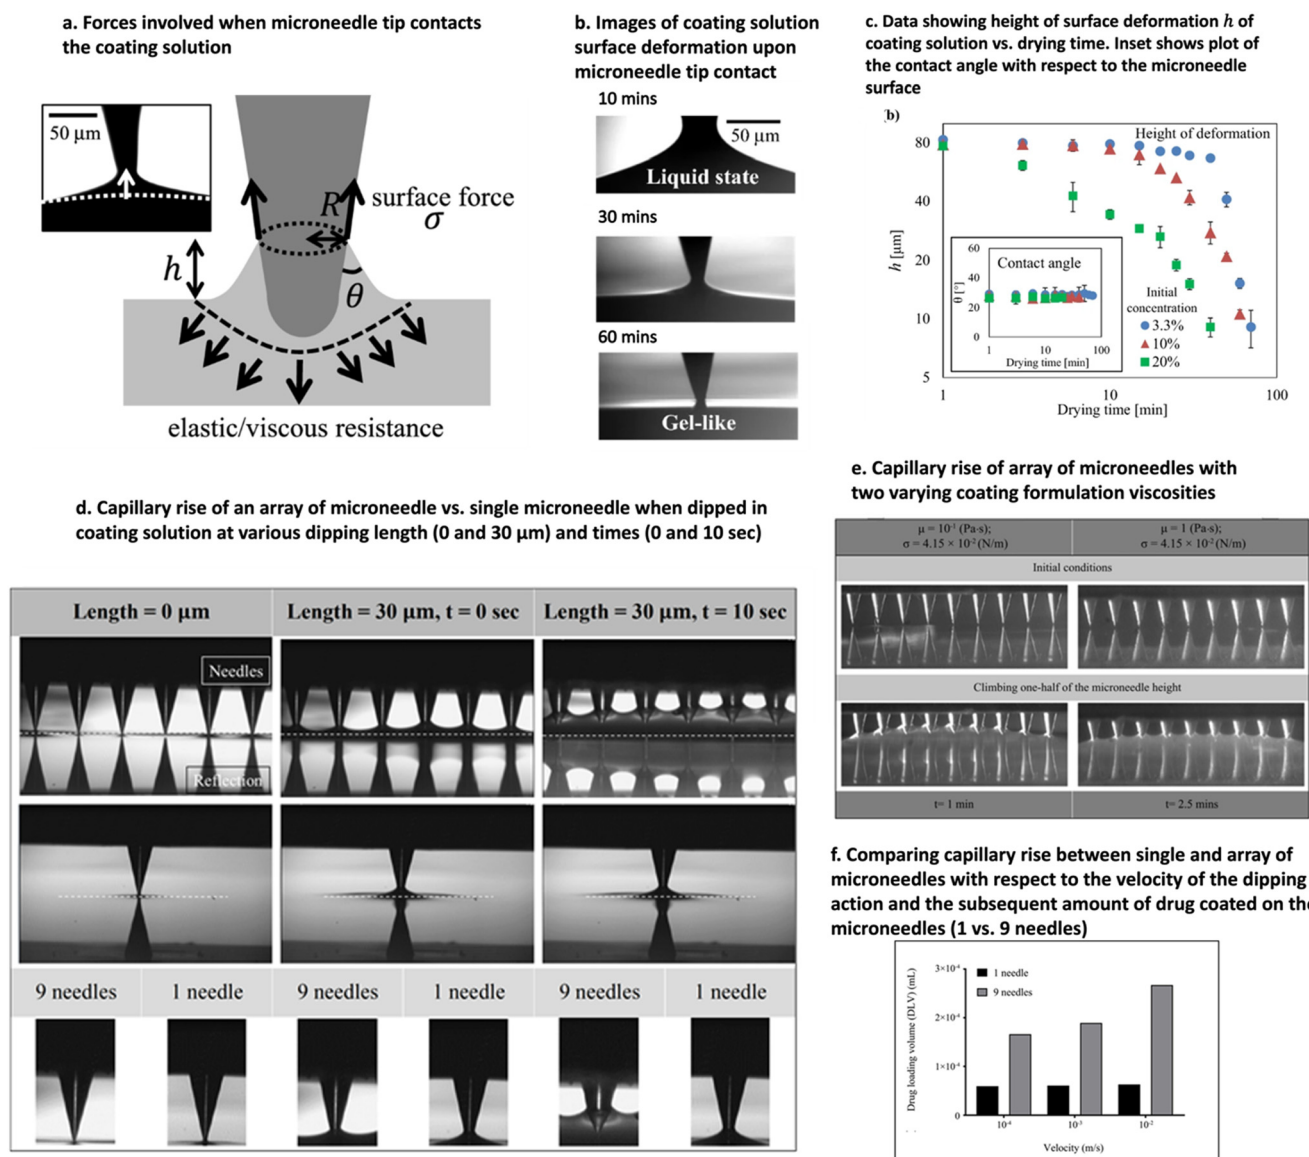 a. Forces involved when microneedle tip contacts
the coating solution
50 μm
R
surface force
σ
h
θ
elastic/viscous resistance
b. Images of coating solution
surface deformation upon
microneedle tip contact
10 mins
50 μm
Liquid state
30 mins
60 mins
Gel-like
c. Data showing height of surface deformation h of
coating solution vs. drying time. Inset shows plot of
the contact angle with respect to the microneedle
surface
b)
Height of deformation
80
40
20
10
5
h [μm]
1
10
100
Drying time [min]
Contact angle
θ [°]
60
40
20
0
1
10
100
Drying time [min]
Initial
concentration
3.3%
10%
20%
d. Capillary rise of an array of microneedle vs. single microneedle when dipped in
coating solution at various dipping length (0 and 30 μm) and times (0 and 10 sec)
Length = 0 μm
Length = 30 μm, t = 0 sec
Length = 30 μm, t = 10 sec
Needles
Reflection
9 needles
1 needle
9 needles
1 needle
9 needles
1 needle
e. Capillary rise of array of microneedles with
two varying coating formulation viscosities
μ = 10⁻¹ (Pa·s);
σ = 4.15 × 10⁻² (N/m)
μ = 1 (Pa·s);
σ = 4.15 × 10⁻² (N/m)
Initial conditions
Climbing one-half of the microneedle height
t= 1 min
t= 2.5 mins
f. Comparing capillary rise between single and array of
microneedles with respect to the velocity of the dipping
action and the subsequent amount of drug coated on the
microneedles (1 vs. 9 needles)
Drug loading volume (DLV) (mL)
3×10⁻⁴
2×10⁻⁴
1×10⁻⁴
0
1 needle
9 needles
10⁻⁴
10⁻³
10⁻²
Velocity (m/s)